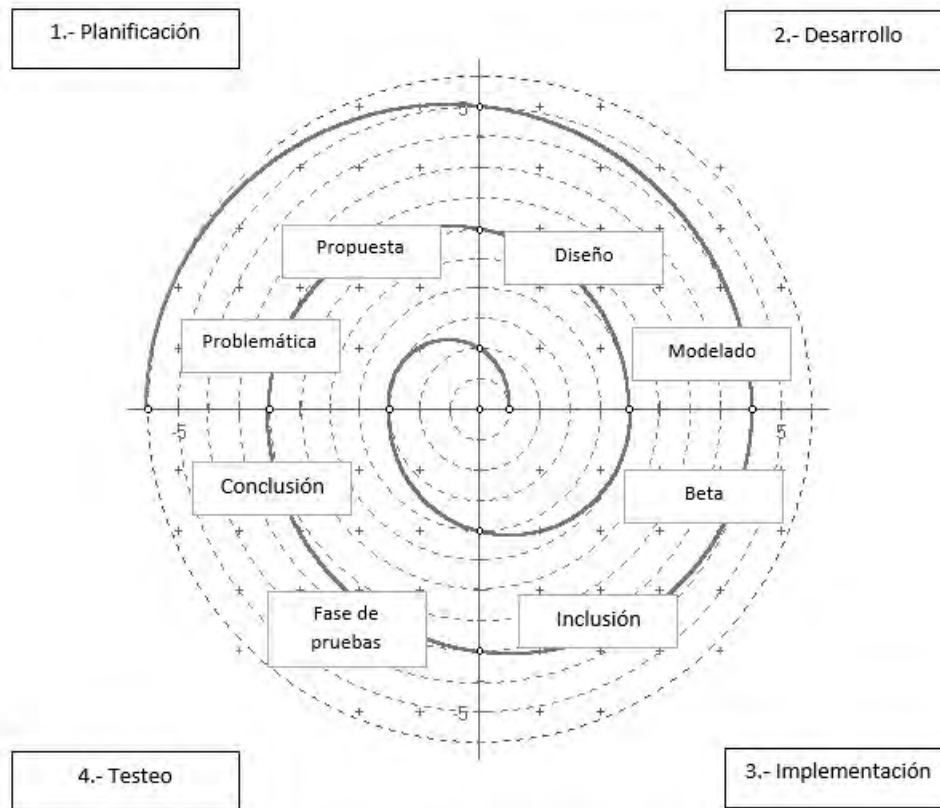 1.- Planificación
2.- Desarrollo
5
Propuesta
Diseño
Problemática
Modelado
-5
5
Conclusión
Beta
Fase de
pruebas
Inclusión
-5
4.- Testeo
3.- Implementación